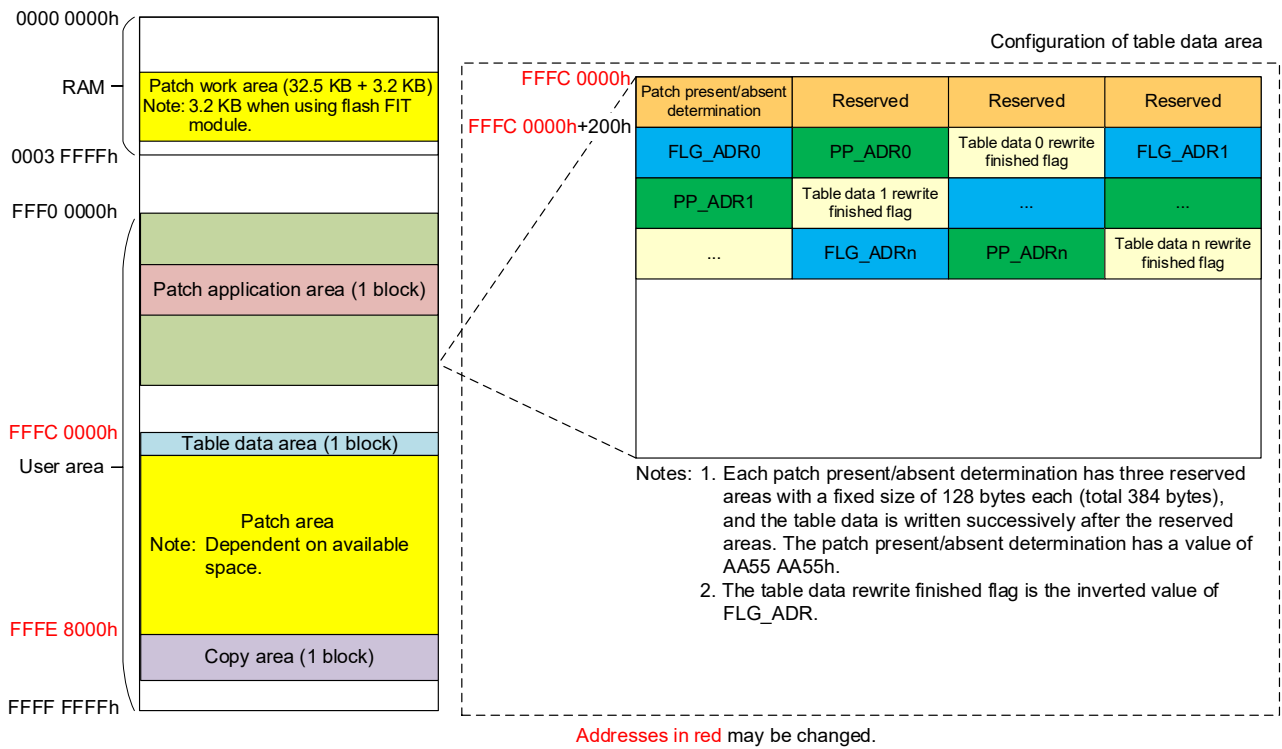 0000 0000h
RAM
Patch work area (32.5 KB + 3.2 KB)
Note: 3.2 KB when using flash FIT
module.
0003 FFFFh
FFF0 0000h
Patch application area (1 block)
FFFC 0000h
Table data area (1 block)
User area
Patch area
Note: Dependent on available
space.
FFFE 8000h
Copy area (1 block)
FFFF FFFFh
Configuration of table data area
FFFC 0000h
Patch present/absent
determination
Reserved
Reserved
Reserved
FFFC 0000h+200h
FLG_ADR0
PP_ADR0
Table data 0 rewrite
finished flag
FLG_ADR1
PP_ADR1
Table data 1 rewrite
finished flag
...
...
...
FLG_ADRn
PP_ADRn
Table data n rewrite
finished flag
Notes: 1. Each patch present/absent determination has three reserved
areas with a fixed size of 128 bytes each (total 384 bytes),
and the table data is written successively after the reserved
areas. The patch present/absent determination has a value of
AA55 AA55h.
2. The table data rewrite finished flag is the inverted value of
FLG_ADR.
Addresses in red may be changed.